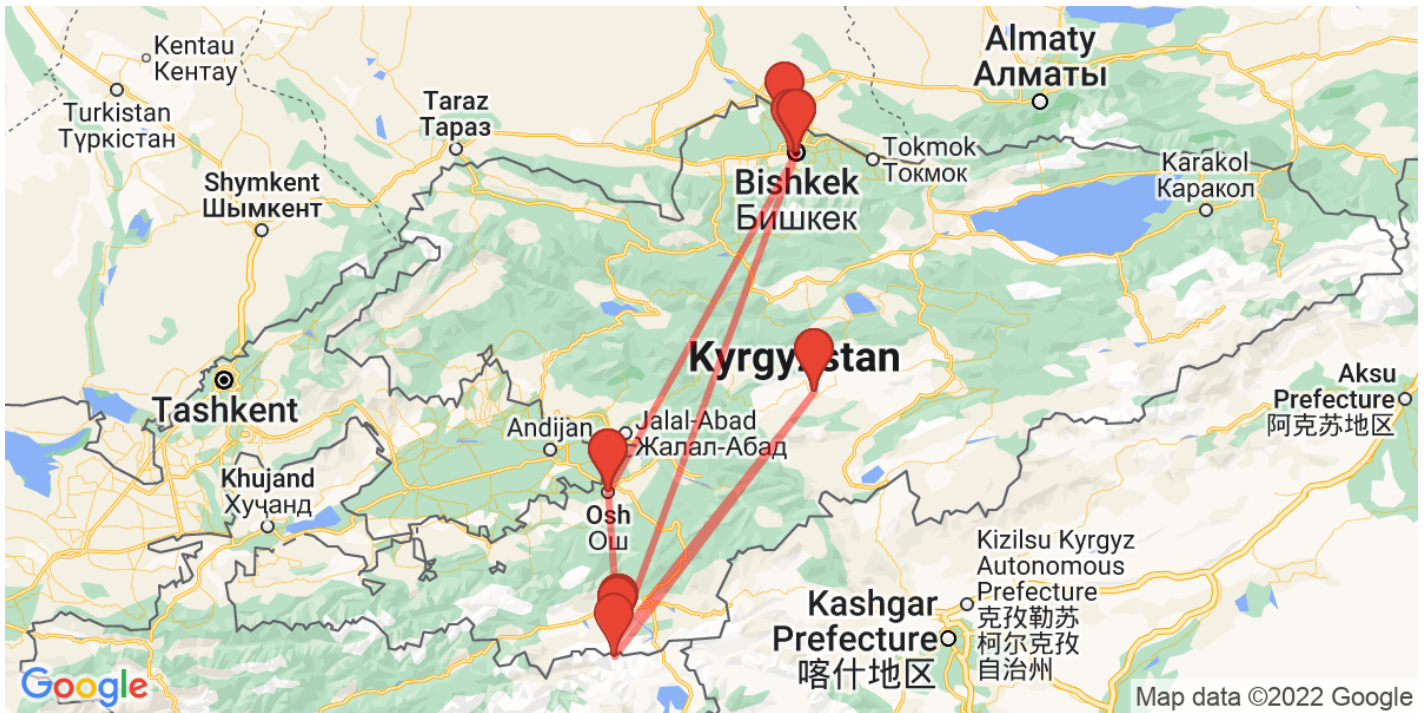 Kentau
Кентау
Almaty
Алматы
Turkistan
Түркістан
Taraz
Тараз
Tokmok
Токмок
Karakol
Каракол
Bishkek
Бишкек
Shymkent
Шымкент
Kyrgyzstan
Aksu
Prefecture
阿克苏地区
Tashkent
Andijan
Jalal-Abad
Жалал-Абад
Khujand
Хуҷанд
Osh
Ош
Kizilsu Kyrgyz
Autonomous
Prefecture
克孜勒苏
柯尔克孜
自治州
Kashgar
Prefecture
喀什地区
Google
Map data ©2022 Google